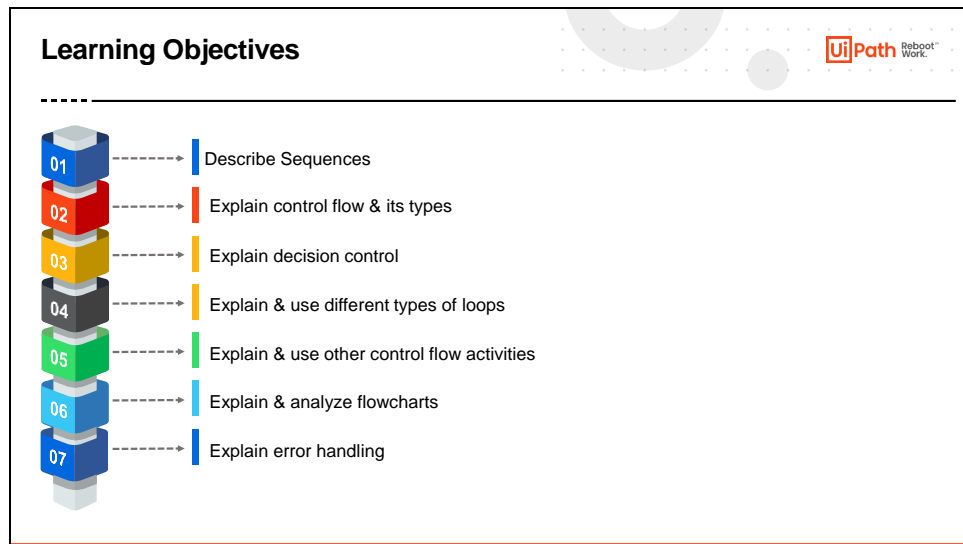 Learning Objectives
UiPath Reboot™
Work.
01 Describe Sequences
02 Explain control flow & its types
03 Explain decision control
04 Explain & use different types of loops
05 Explain & use other control flow activities
06 Explain & analyze flowcharts
07 Explain error handling